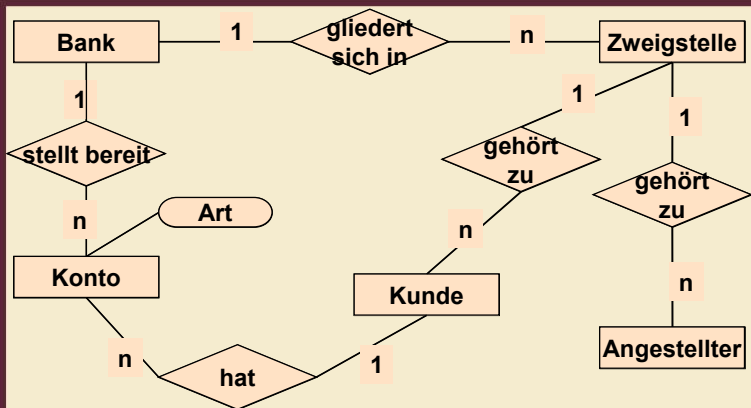 Bank
1
gliedert
sich in
n
Zweigstelle
1
stellt bereit
n
Art
Konto
n
hat
1
Kunde
n
gehört
zu
1
1
gehört
zu
n
Angestellter